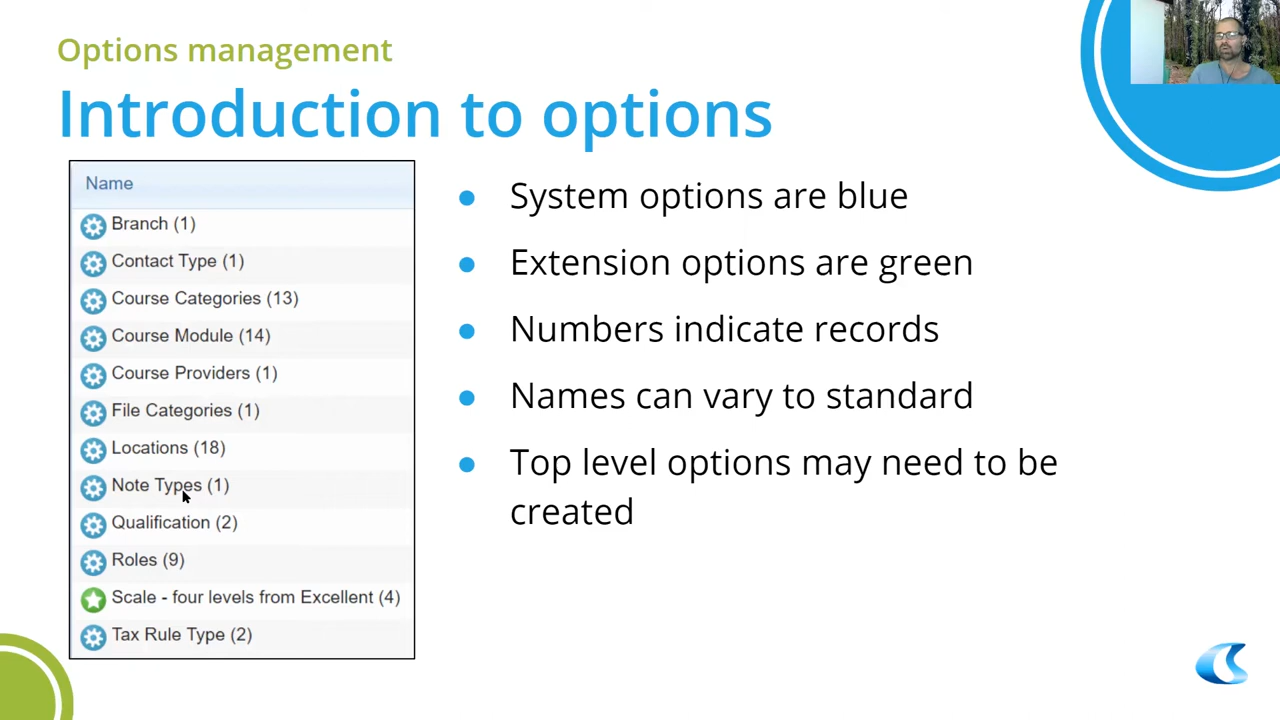 Options management
Introduction to options
Name
Branch (1)
Contact Type (1)
Course Categories (13)
Course Module (14)
Course Providers (1)
File Categories (1)
Locations (18)
Note Types (1)
Qualification (2)
Roles (9)
Scale - four levels from Excellent (4)
Tax Rule Type (2)
System options are blue
Extension options are green
Numbers indicate records
Names can vary to standard
Top level options may need to be
created